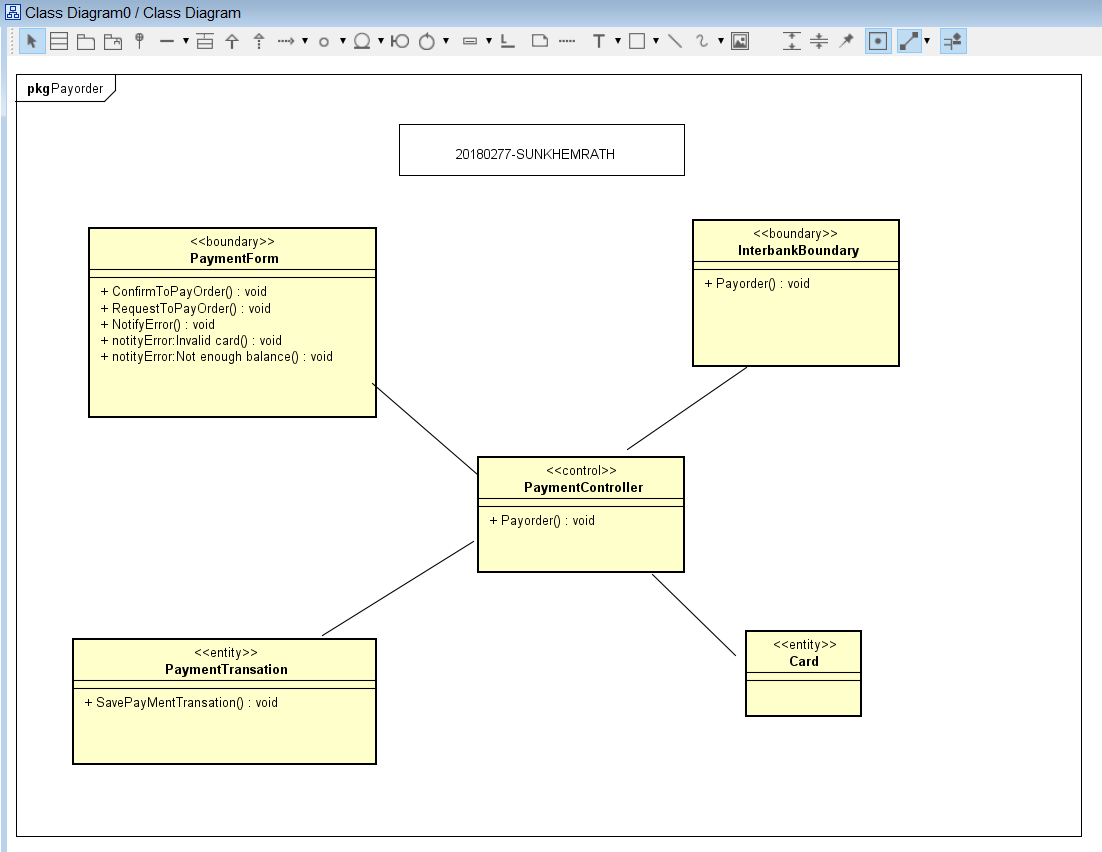 Class Diagram0 / Class Diagram
pkg Payorder
20180277-SUNKHEMRATH
<<boundary>>
PaymentForm
+ ConfirmToPayOrder() : void
+ RequestToPayOrder() : void
+ NotifyError() : void
+ notityError:Invalid card() : void
+ notityError:Not enough balance() : void
<<boundary>>
InterbankBoundary
+ Payorder() : void
<<control>>
PaymentController
+ Payorder() : void
<<entity>>
PaymentTransation
+ SavePayMentTransation() : void
<<entity>>
Card